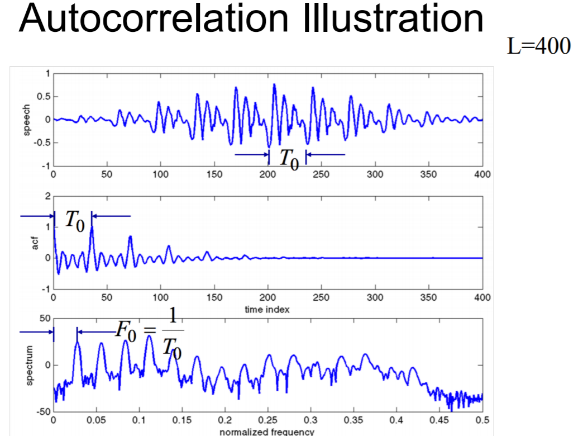 Autocorrelation Illustration
L=400
1
0.5
0
-0.5
-1
speech
T₀
0 50 100 150 200 250 300 350 400
2
1
0
-1
acf
T₀
0 50 100 150 200 250 300 350 400
time index
50
0
-50
spectrum
F₀ = 1/T₀
0 0.05 0.1 0.15 0.2 0.25 0.3 0.35 0.4 0.45 0.5
normalized frequency